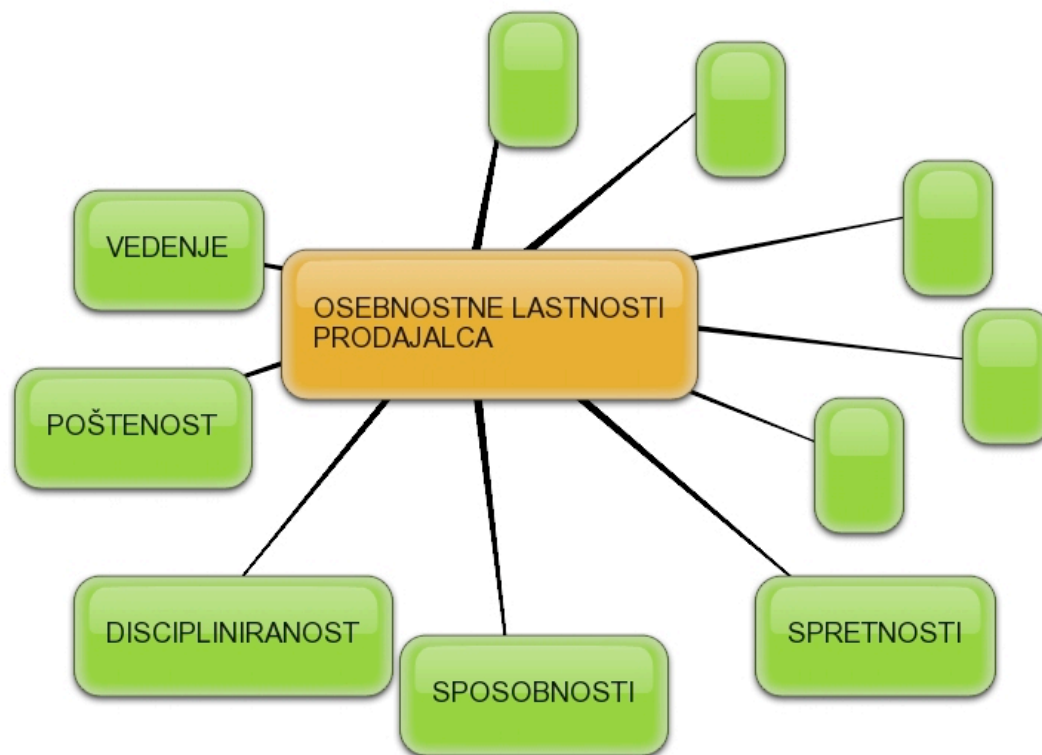 VEDENJE
OSEBNOSTNE LASTNOSTI
PRODAJALCA
POŠTENOST
DISCIPLINIRANOST
SPOSOBNOSTI
SPRETNOSTI